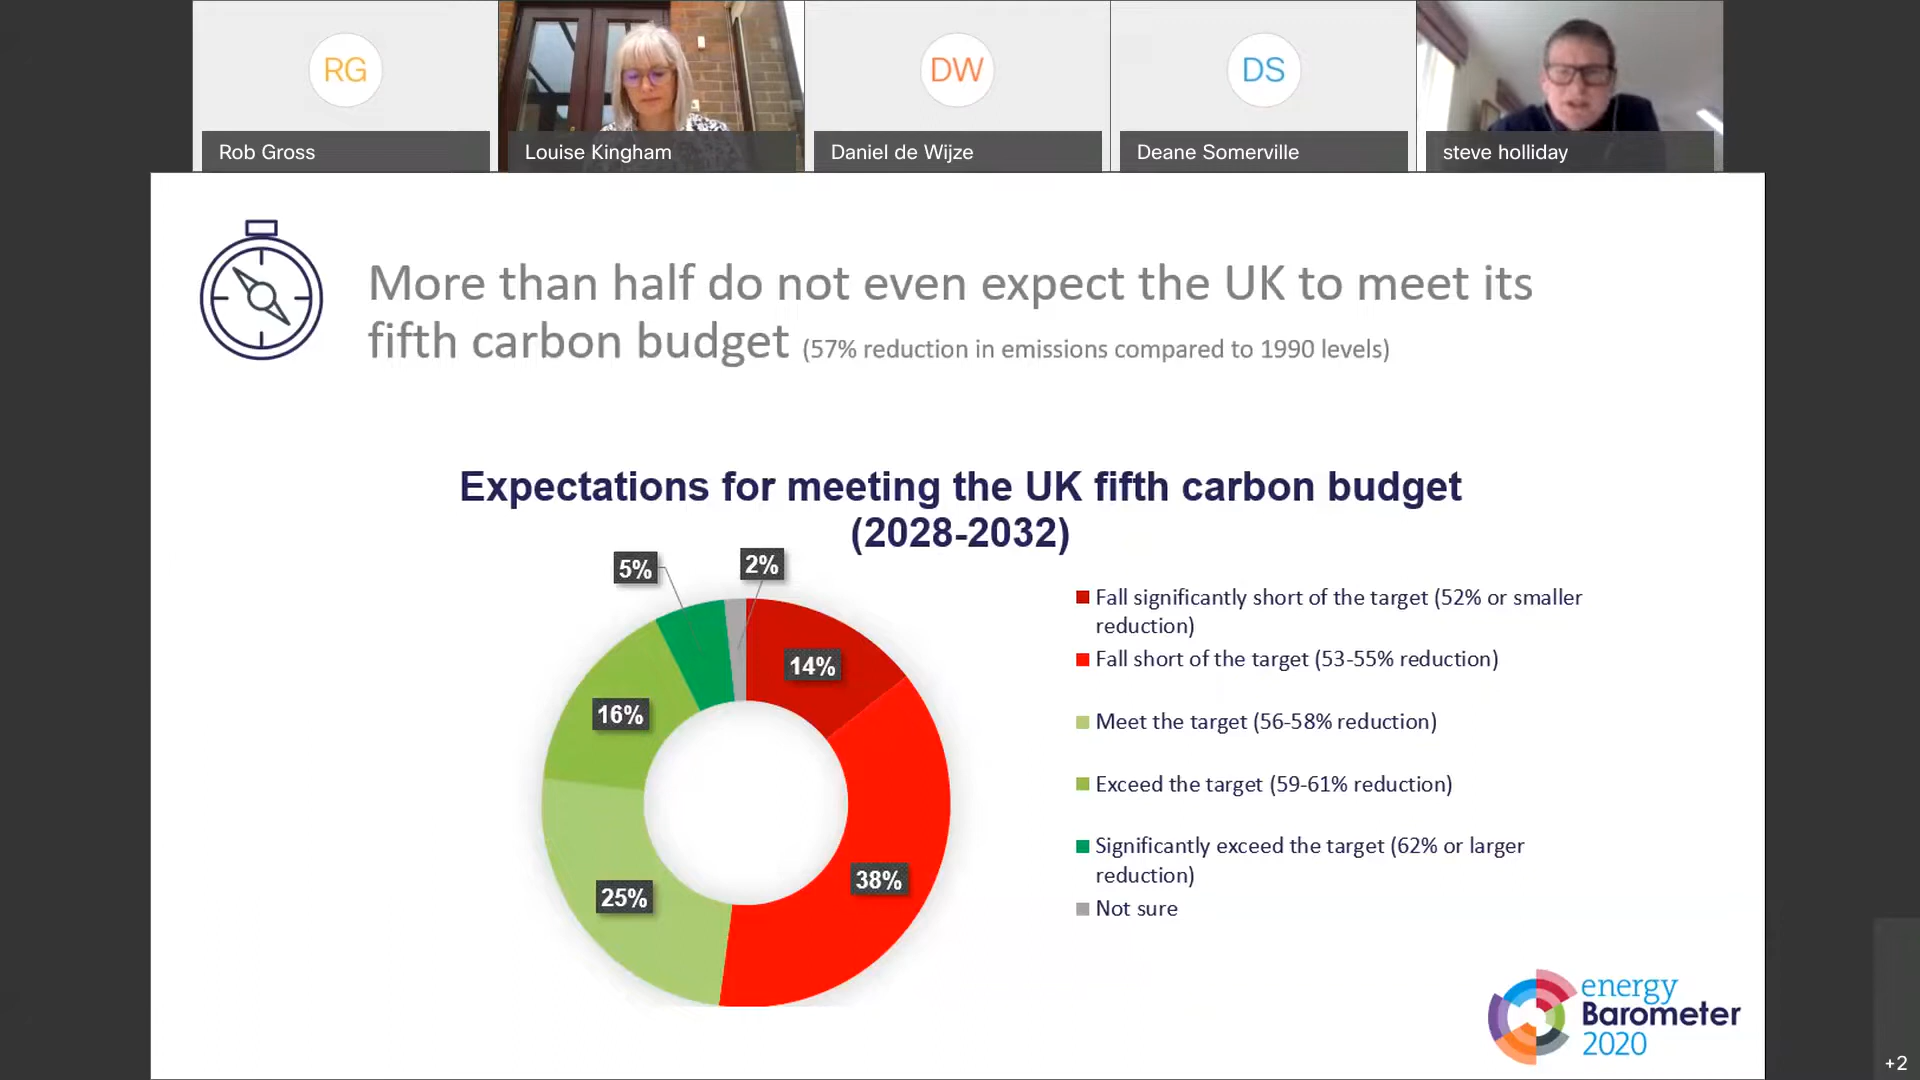 RG
DW
DS
Rob Gross
Louise Kingham
Daniel de Wijze
Deane Somerville
steve holliday
More than half do not even expect the UK to meet its
fifth carbon budget (57% reduction in emissions compared to 1990 levels)
Expectations for meeting the UK fifth carbon budget
(2028-2032)
5%
2%
14%
16%
38%
25%
Fall significantly short of the target (52% or smaller
reduction)
Fall short of the target (53-55% reduction)
Meet the target (56-58% reduction)
Exceed the target (59-61% reduction)
Significantly exceed the target (62% or larger
reduction)
Not sure
energy
Barometer
2020
+2